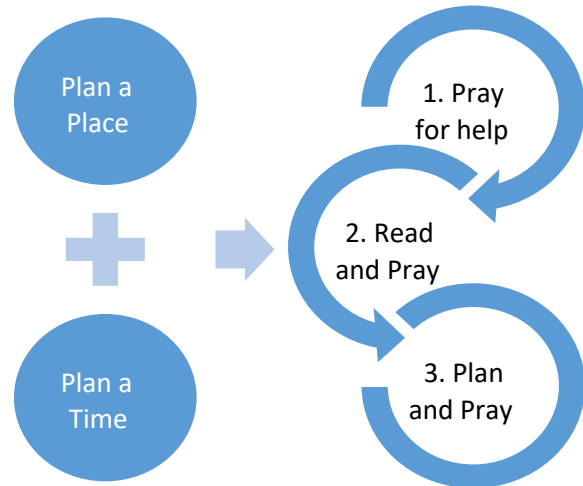 Plan a
Place
Plan a
Time
1. Pray
for help
2. Read
and Pray
3. Plan
and Pray